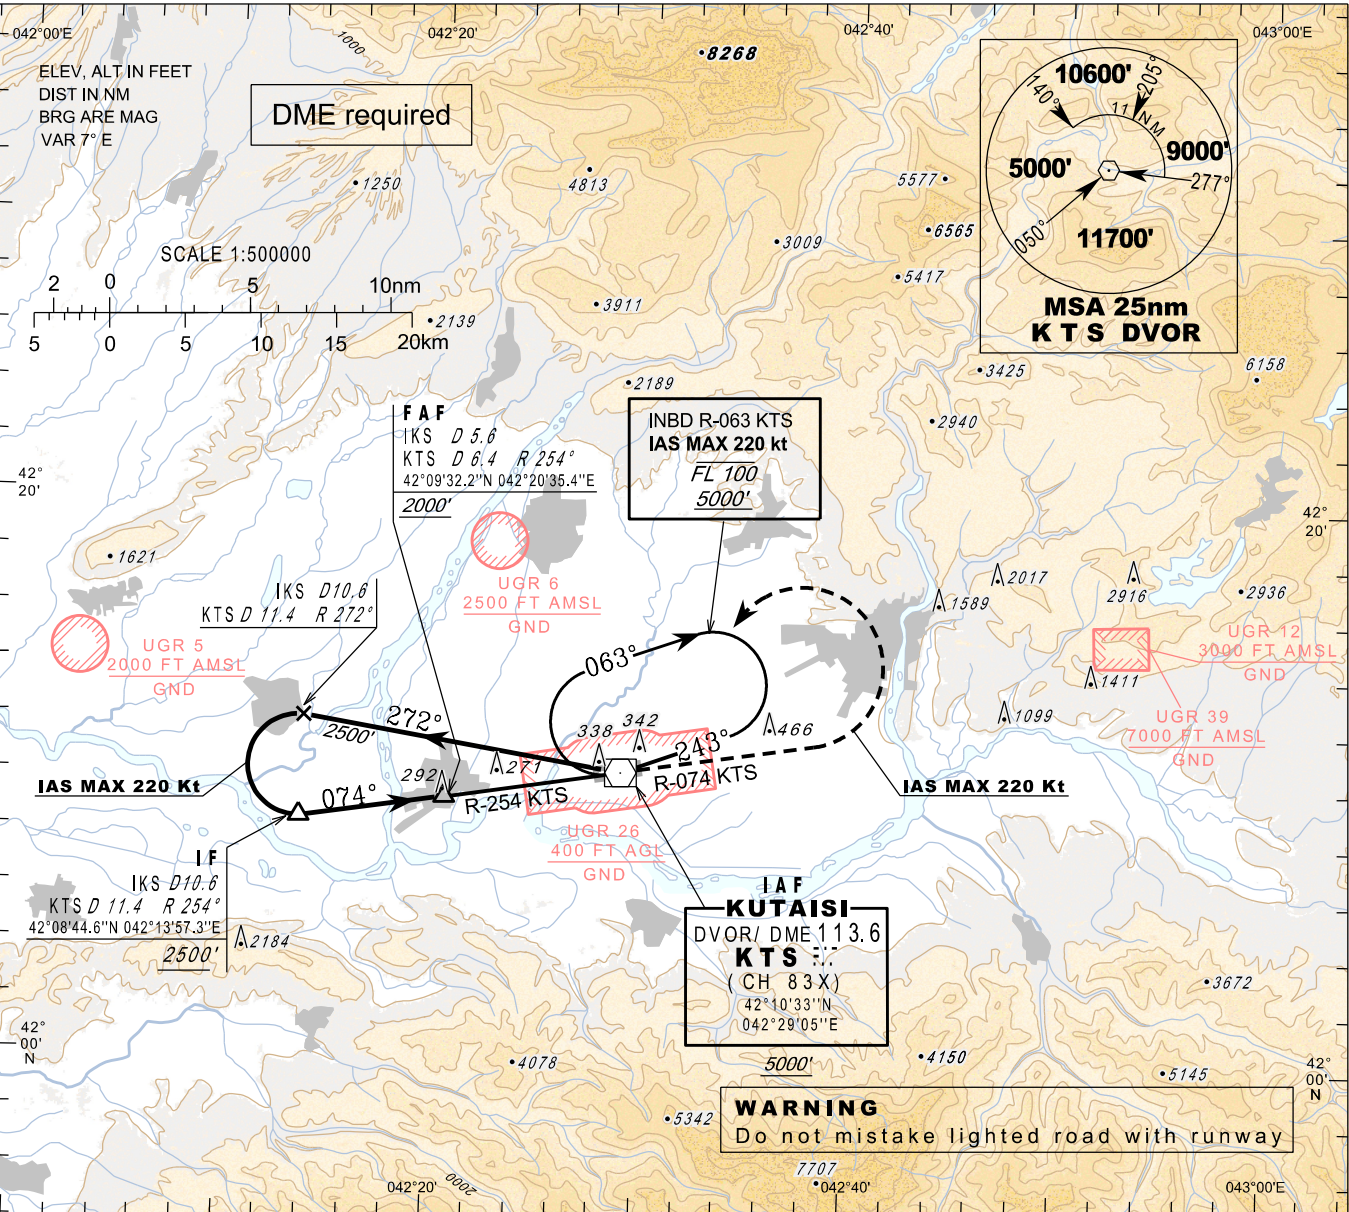 042°00'E
042°20'
042°40'
043°00'E
ELEV, ALT IN FEET
DIST IN NM
BRG ARE MAG
VAR 7° E
DME required
1000
8268
10600'
140°
205°
11 NM
9000'
5000'
277°
050°
11700'
MSA 25nm
KTS DVOR
1250
4813
5577
6565
3009
5417
SCALE 1:500000
2 0 5 10nm
5 0 5 10 15 20km
3911
2139
2189
3425
6158
2940
FAF
IKS D 5.6
KTS D 6.4 R 254°
42°09'32.2"N 042°20'35.4"E
2000'
INBD R-063 KTS
IAS MAX 220 kt
FL 100
5000'
42°
20'
42°
20'
1621
UGR 6
2500 FT AMSL
GND
IKS D10.6
KTS D 11.4 R 272°
UGR 5
2000 FT AMSL
GND
2017
1589
2916
2936
UGR 12
3000 FT AMSL
GND
1411
1099
UGR 39
7000 FT AMSL
GND
063°
272°
2500'
338
342
466
243°
271
292
074°
R-254 KTS
R-074 KTS
IAS MAX 220 Kt
IAS MAX 220 Kt
UGR 26
400 FT AGL
GND
IF
IKS D10.6
KTS D 11.4 R 254°
42°08'44.6"N 042°13'57.3"E
2500'
2184
IAF
KUTAISI
DVOR/ DME 113.6
KTS
(CH 83X)
42°10'33"N
042°29'05"E
5000'
3672
42°
00'
N
4078
4150
5145
42°
00'
N
5342
WARNING
Do not mistake lighted road with runway
7707
042°20'
2000
042°40'
043°00'E